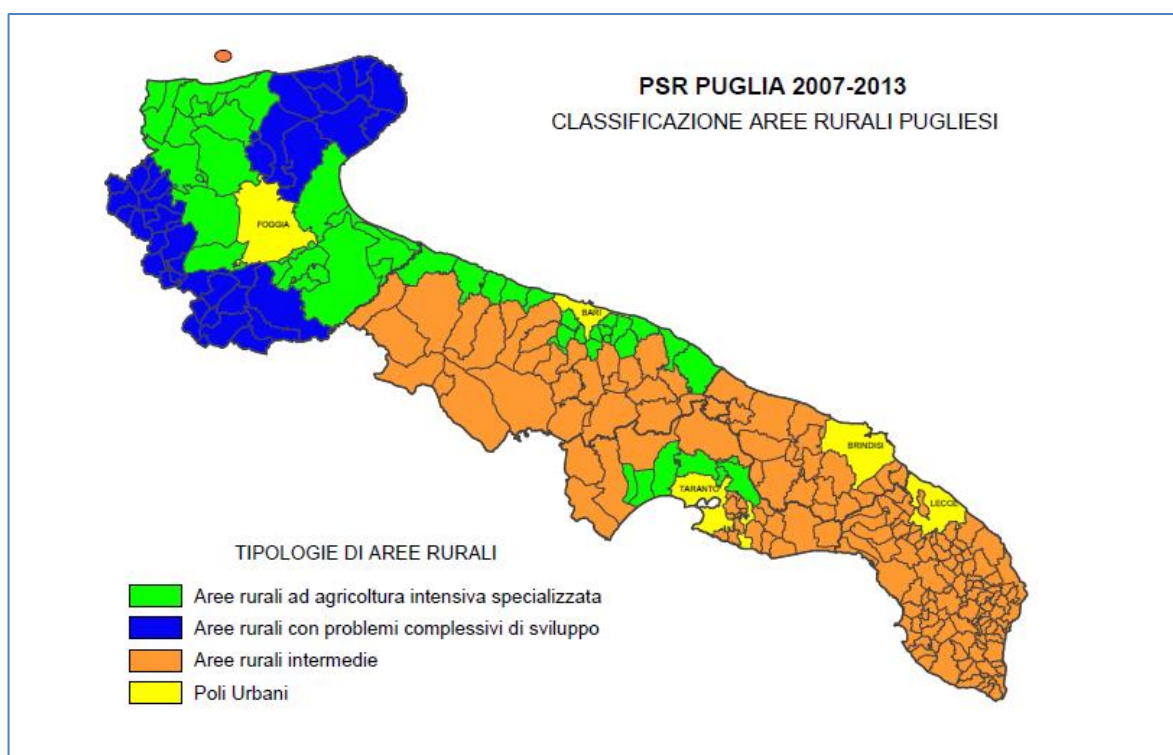 PSR PUGLIA 2007-2013
CLASSIFICAZIONE AREE RURALI PUGLIESI
FOGGIA
BARI
BRINDISI
TARANTO
LECCE
TIPOLOGIE DI AREE RURALI
Aree rurali ad agricoltura intensiva specializzata
Aree rurali con problemi complessivi di sviluppo
Aree rurali intermedie
Poli Urbani